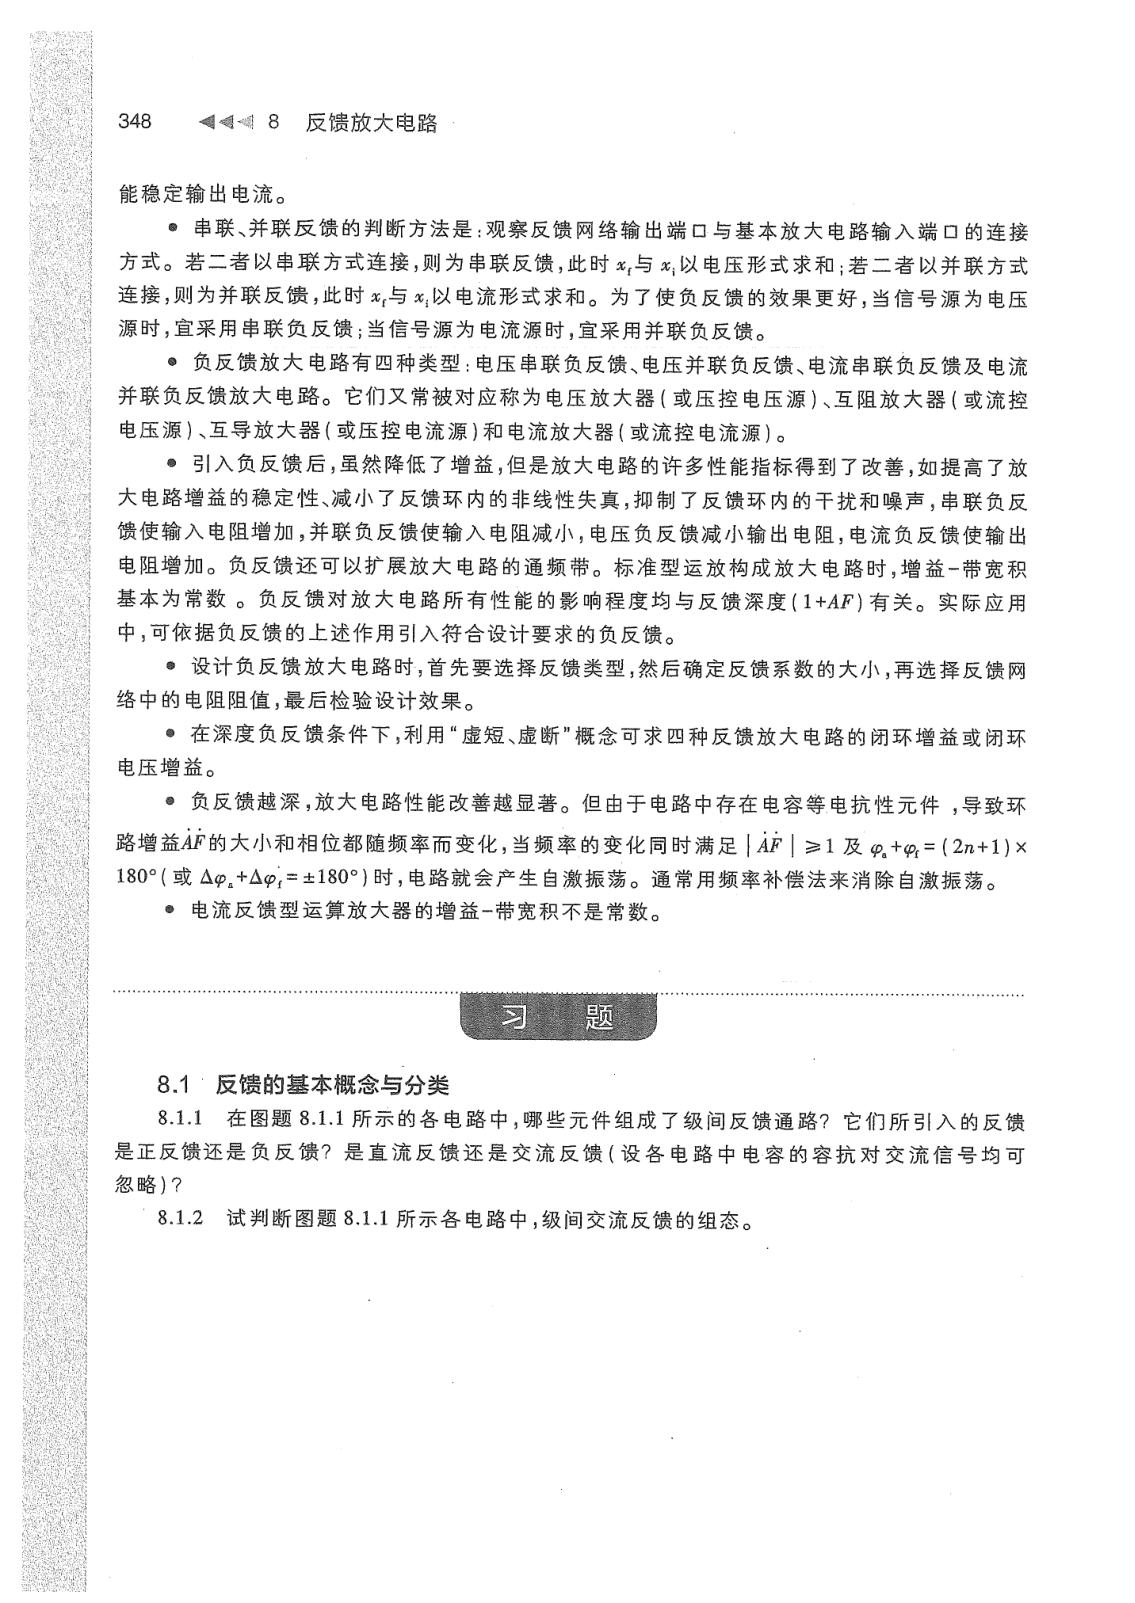 348 8 反馈放大电路
能稳定输出电流。
● 串联、并联反馈的判断方法是:观察反馈网络输出端口与基本放大电路输入端口的连接
方式。若二者以串联方式连接,则为串联反馈,此时 xf与 xi以电压形式求和;若二者以并联方式
连接,则为并联反馈,此时 xf与 xi以电流形式求和。为了使负反馈的效果更好,当信号源为电压
源时,宜采用串联负反馈;当信号源为电流源时,宜采用并联负反馈。
● 负反馈放大电路有四种类型:电压串联负反馈、电压并联负反馈、电流串联负反馈及电流
并联负反馈放大电路。它们又常被对应称为电压放大器(或压控电压源)、互阻放大器(或流控
电压源)、互导放大器(或压控电流源)和电流放大器(或流控电流源)。
● 引入负反馈后,虽然降低了增益,但是放大电路的许多性能指标得到了改善,如提高了放
大电路增益的稳定性、减小了反馈环内的非线性失真,抑制了反馈环内的干扰和噪声,串联负反
馈使输入电阻增加,并联负反馈使输入电阻减小,电压负反馈减小输出电阻,电流负反馈使输出
电阻增加。负反馈还可以扩展放大电路的通频带。标准型运放构成放大电路时,增益-带宽积
基本为常数 。负反馈对放大电路所有性能的影响程度均与反馈深度(1+AF)有关。实际应用
中,可依据负反馈的上述作用引入符合设计要求的负反馈。
● 设计负反馈放大电路时,首先要选择反馈类型,然后确定反馈系数的大小,再选择反馈网
络中的电阻阻值,最后检验设计效果。
● 在深度负反馈条件下,利用“虚短、虚断”概念可求四种反馈放大电路的闭环增益或闭环
电压增益。
● 负反馈越深,放大电路性能改善越显著。但由于电路中存在电容等电抗性元件 ,导致环
路增益ȦḞ的大小和相位都随频率而变化,当频率的变化同时满足 |ȦḞ| ≥1 及 φa+φf=(2n+1)×
180°(或 Δφa+Δφf=±180°)时,电路就会产生自激振荡。通常用频率补偿法来消除自激振荡。
● 电流反馈型运算放大器的增益-带宽积不是常数。
习 题
8.1 反馈的基本概念与分类
8.1.1 在图题 8.1.1 所示的各电路中,哪些元件组成了级间反馈通路? 它们所引入的反馈
是正反馈还是负反馈? 是直流反馈还是交流反馈(设各电路中电容的容抗对交流信号均可
忽略)?
8.1.2 试判断图题 8.1.1 所示各电路中,级间交流反馈的组态。